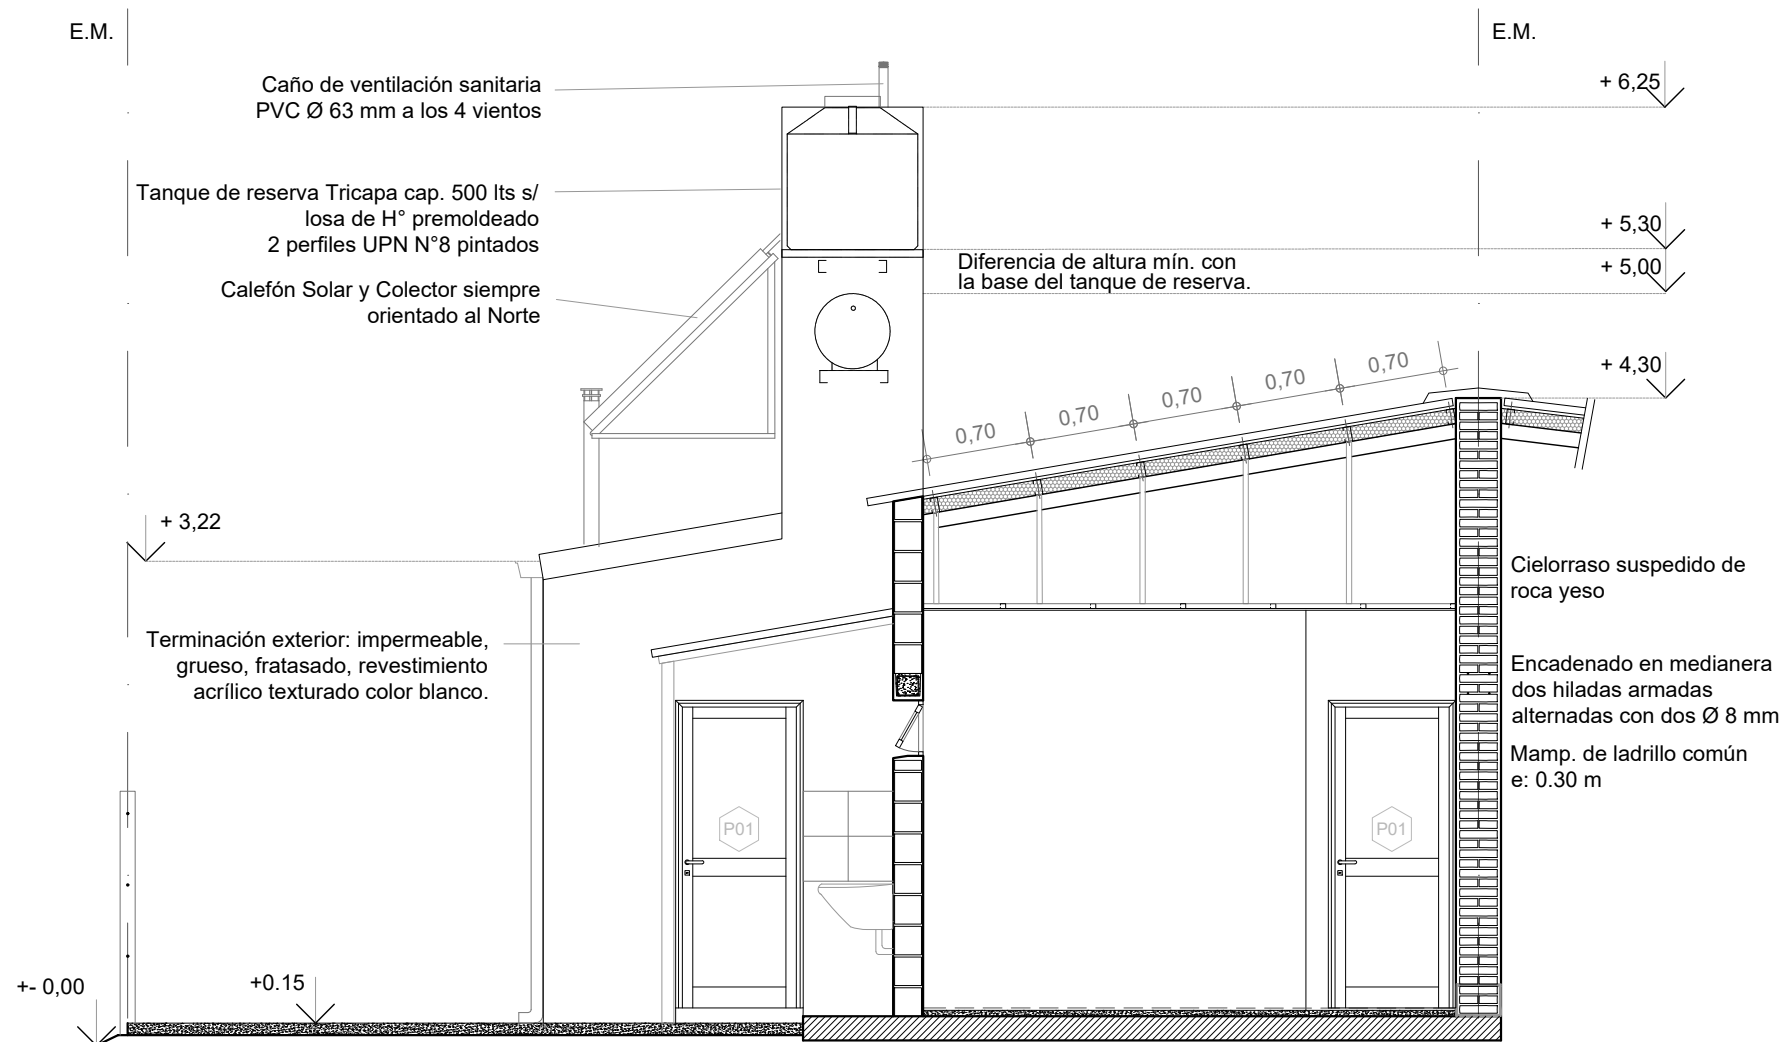 E.M.
E.M.
Caño de ventilación sanitaria
PVC Ø 63 mm a los 4 vientos
+ 6,25
Tanque de reserva Tricapa cap. 500 lts s/
losa de H° premoldeado
2 perfiles UPN N°8 pintados
+ 5,30
Diferencia de altura mín. con
la base del tanque de reserva.
+ 5,00
Calefón Solar y Colector siempre
orientado al Norte
+ 4,30
0,70
0,70
0,70
0,70
0,70
+ 3,22
Cielorraso suspedido de
roca yeso
Terminación exterior: impermeable,
grueso, fratasado, revestimiento
acrílico texturado color blanco.
Encadenado en medianera
dos hiladas armadas
alternadas con dos Ø 8 mm
Mamp. de ladrillo común
e: 0.30 m
P01
P01
+- 0,00
+0.15